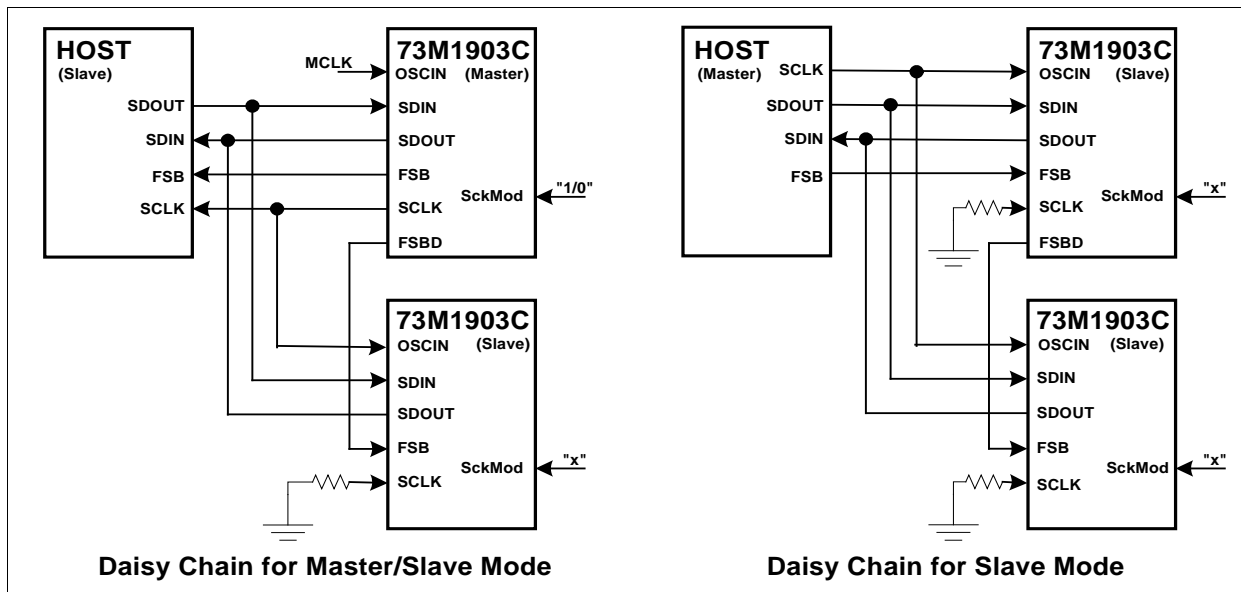 HOST
(Slave)
SDOUT
SDIN
FSB
SCLK
MCLK
73M1903C
OSCIN (Master)
SDIN
SDOUT
FSB
SckMod "1/0"
SCLK
FSBD
73M1903C
(Slave)
OSCIN
SDIN
SDOUT
FSB
SckMod "x"
SCLK
Daisy Chain for Master/Slave Mode
HOST
(Master)
SCLK
SDOUT
SDIN
FSB
73M1903C
OSCIN (Slave)
SDIN
SDOUT
FSB
SckMod "x"
SCLK
FSBD
73M1903C
OSCIN (Slave)
SDIN
SDOUT
FSB
SckMod "x"
SCLK
Daisy Chain for Slave Mode